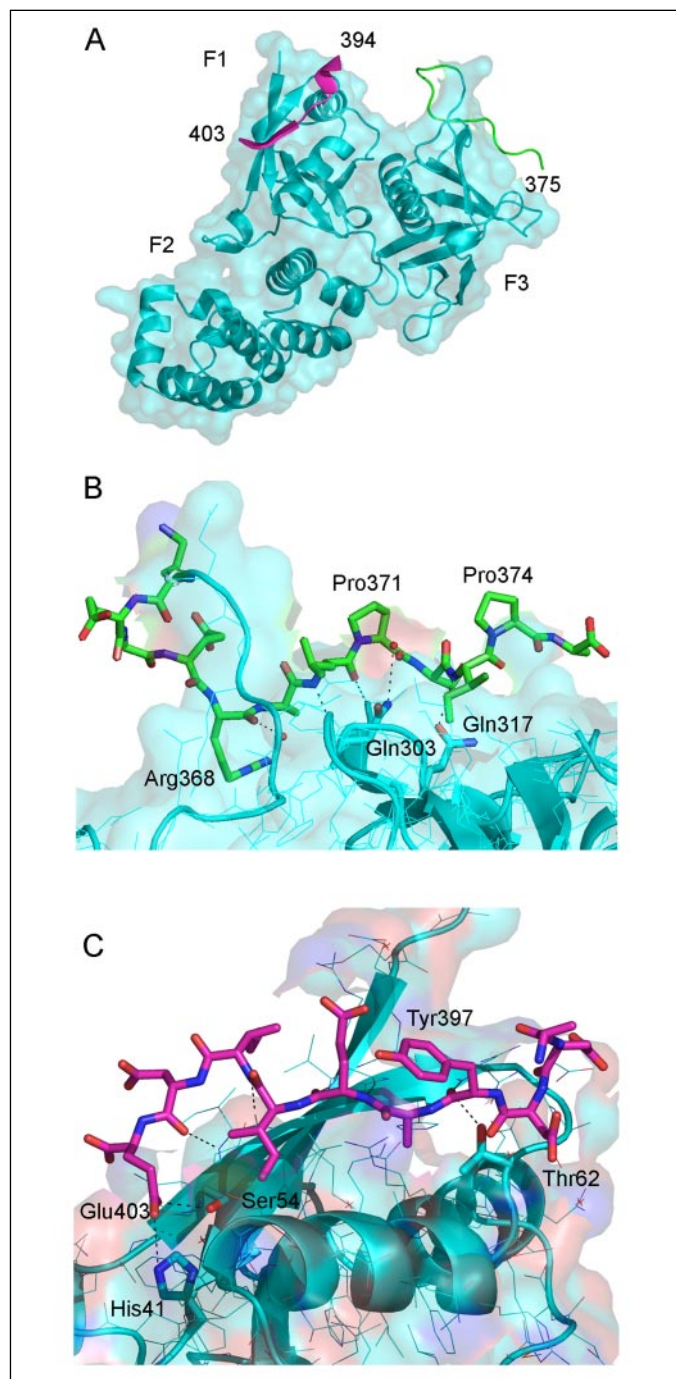 A
F1
394
403
375
F2
F3
B
Pro371
Pro374
Gln317
Gln303
Arg368
C
Tyr397
Glu403
Ser54
Thr62
His41